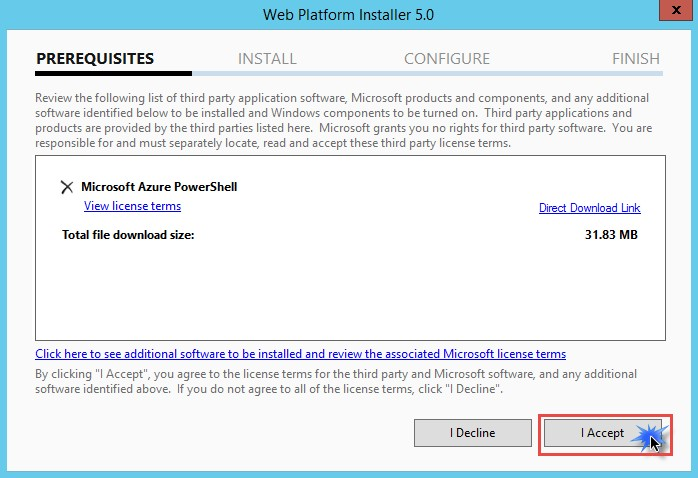 Web Platform Installer 5.0
x
PREREQUISITES INSTALL CONFIGURE FINISH
Review the following list of third party application software, Microsoft products and components, and any additional
software identified below to be installed and Windows components to be turned on.  Third party applications and
products are provided by the third parties listed here.  Microsoft grants you no rights for third party software.  You are
responsible for and must separately locate, read and accept these third party license terms.
X Microsoft Azure PowerShell
View license terms Direct Download Link
Total file download size: 31.83 MB
Click here to see additional software to be installed and review the associated Microsoft license terms
By clicking "I Accept", you agree to the license terms for the third party and Microsoft software, and any additional
software identified above.  If you do not agree to all of the license terms, click "I Decline".
I Decline I Accept